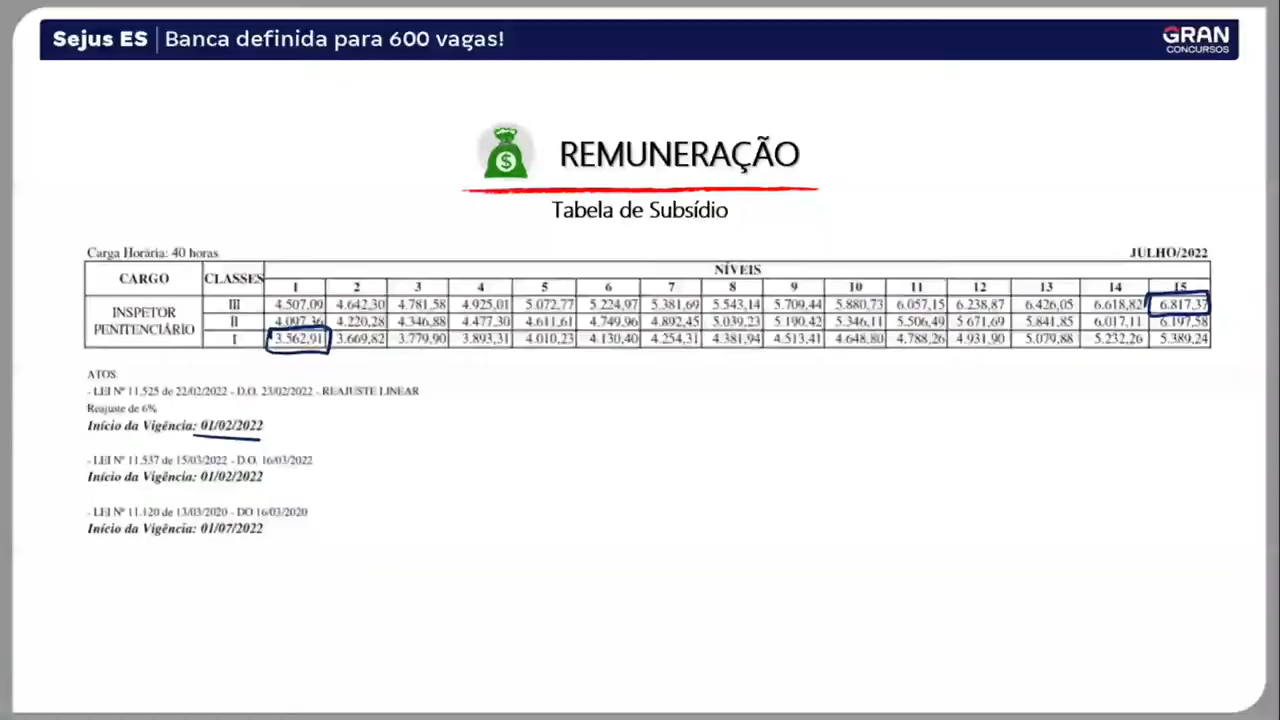 Sejus ES | Banca definida para 600 vagas!
GRAN
CONCURSOS
$
REMUNERAÇÃO
Tabela de Subsídio
Carga Horária: 40 horas JULHO/2022
CARGO CLASSES NÍVEIS
1 2 3 4 5 6 7 8 9 10 11 12 13 14 15
INSPETOR PENITENCIÁRIO
III 4.507,09 4.642,30 4.781,58 4.925,01 5.072,77 5.224,97 5.381,69 5.543,14 5.709,44 5.880,73 6.057,15 6.238,87 6.426,05 6.618,82 6.817,37
II 4.097,36 4.220,28 4.346,88 4.477,30 4.611,61 4.749,96 4.892,45 5.039,23 5.190,42 5.346,11 5.506,49 5.671,69 5.841,85 6.017,11 6.197,58
I 3.562,91 3.669,82 3.779,90 3.893,31 4.010,23 4.130,40 4.254,31 4.381,94 4.513,41 4.648,80 4.788,26 4.931,90 5.079,88 5.232,26 5.389,24
ATOS:
- LEI Nº 11.525 de 22/02/2022 - D.O. 23/02/2022 - REAJUSTE LINEAR
Reajuste de 6%
Início da Vigência: 01/02/2022
- LEI Nº 11.537 de 15/03/2022 - D.O. 16/03/2022
Início da Vigência: 01/02/2022
- LEI Nº 11.120 de 13/03/2020 - DO 16/03/2020
Início da Vigência: 01/07/2022